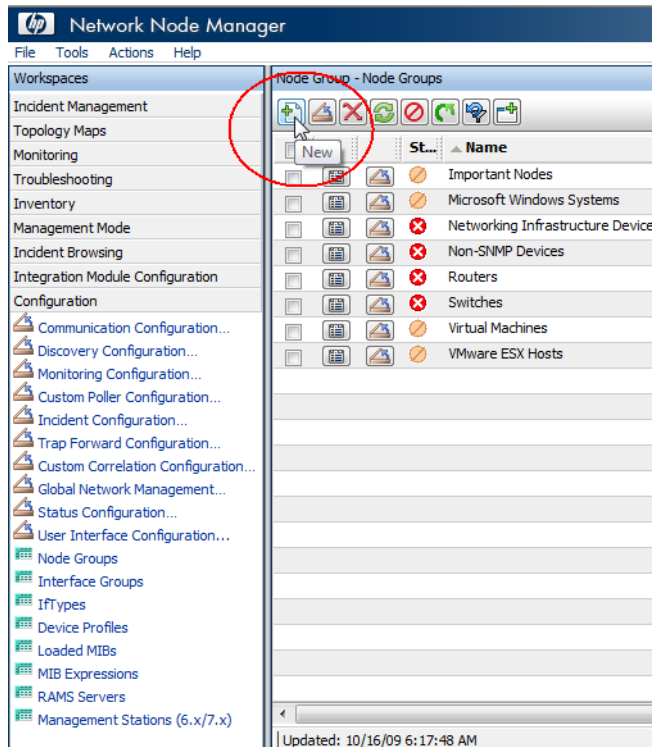 hp Network Node Manager
File Tools Actions Help
Workspaces
Incident Management
Topology Maps
Monitoring
Troubleshooting
Inventory
Management Mode
Incident Browsing
Integration Module Configuration
Configuration
Communication Configuration...
Discovery Configuration...
Monitoring Configuration...
Custom Poller Configuration...
Incident Configuration...
Trap Forward Configuration...
Custom Correlation Configuration...
Global Network Management...
Status Configuration...
User Interface Configuration...
Node Groups
Interface Groups
IfTypes
Device Profiles
Loaded MIBs
MIB Expressions
RAMS Servers
Management Stations (6.x/7.x)
Node Group - Node Groups
New
St... Name
Important Nodes
Microsoft Windows Systems
Networking Infrastructure Device
Non-SNMP Devices
Routers
Switches
Virtual Machines
VMware ESX Hosts
Updated: 10/16/09 6:17:48 AM